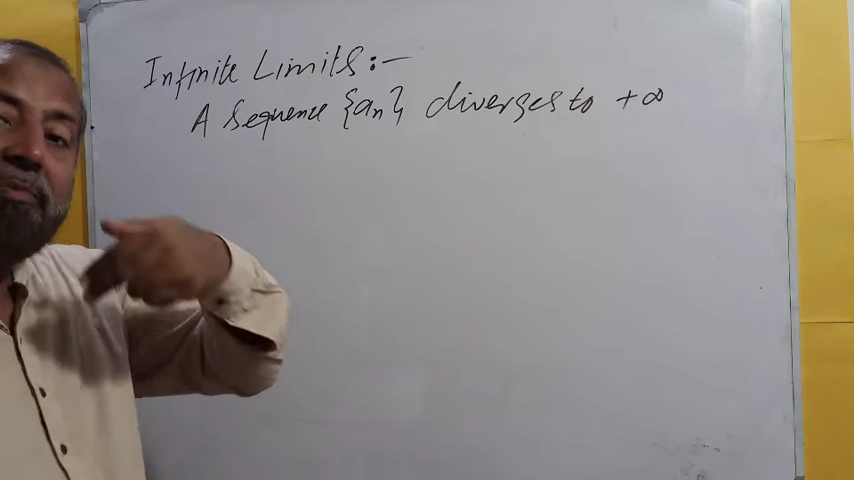 Infinite Limits :-
A Sequence {an} diverges to +∞